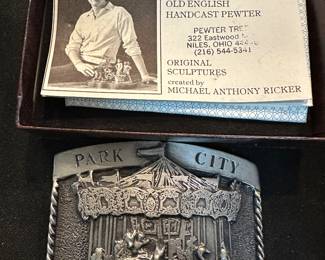 OLD ENGLISH
HANDCAST PEWTER
PEWTER
322 Eastwood
NILES, OHIO
(216) 544-5341
ORIGINAL
SCULPTURES
created by
MICHAEL ANTHONY RICKER
PARK CITY